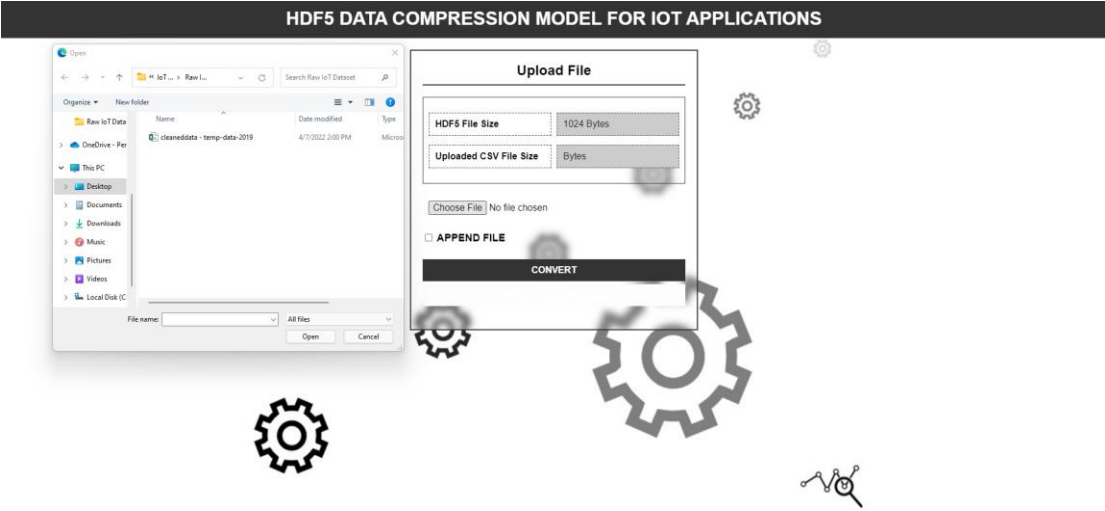 HDF5 DATA COMPRESSION MODEL FOR IOT APPLICATIONS
Open
« IoT ... › Raw I...
Search Raw IoT Dataset
Organize
New folder
Raw IoT Data
OneDrive - Per
This PC
Desktop
Documents
Downloads
Music
Pictures
Videos
Local Disk (C
Name Date modified Type
cleaneddata - temp-data-2019 4/7/2022 2:00 PM Micros
File name:
All files
Open Cancel
Upload File
HDF5 File Size 1024 Bytes
Uploaded CSV File Size Bytes
Choose File No file chosen
APPEND FILE
CONVERT